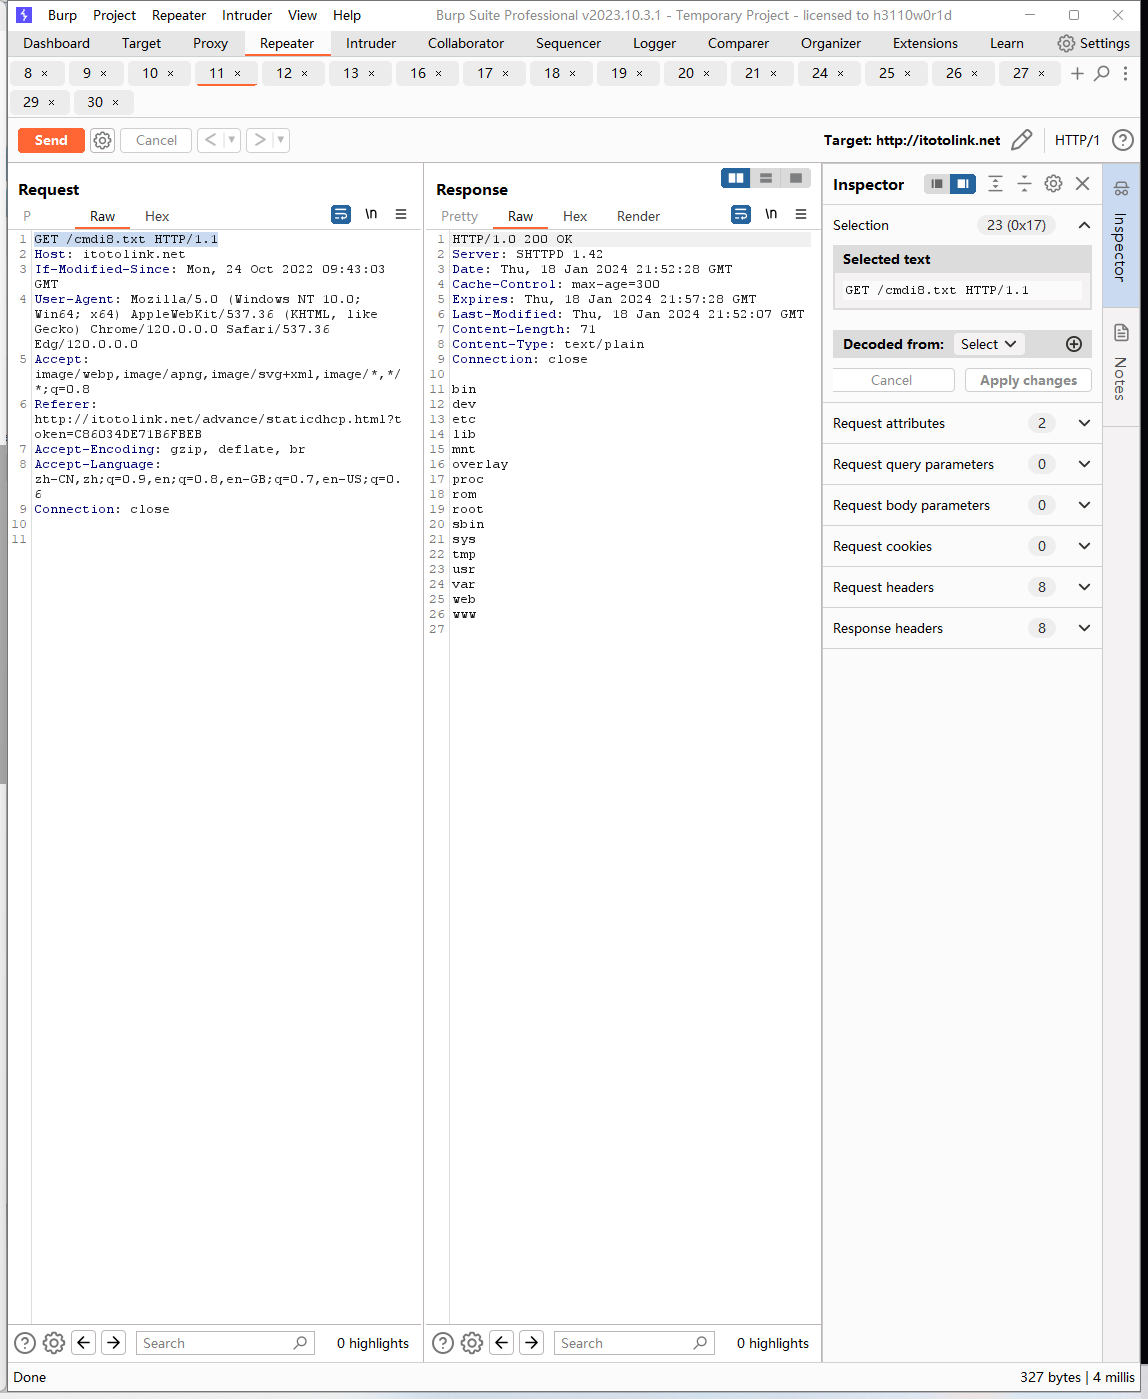 Burp Project Repeater Intruder View Help Burp Suite Professional v2023.10.3.1 - Temporary Project - licensed to h3110w0r1d
Dashboard Target Proxy Repeater Intruder Collaborator Sequencer Logger Comparer Organizer Extensions Learn Settings
8 × 9 × 10 × 11 × 12 × 13 × 16 × 17 × 18 × 19 × 20 × 21 × 24 × 25 × 26 × 27 ×
29 × 30 ×
Send Cancel < > Target: http://itotolink.net HTTP/1
Request
P Raw Hex \n
1 GET /cmdi8.txt HTTP/1.1
2 Host: itotolink.net
3 If-Modified-Since: Mon, 24 Oct 2022 09:43:03
GMT
4 User-Agent: Mozilla/5.0 (Windows NT 10.0;
Win64; x64) AppleWebKit/537.36 (KHTML, like
Gecko) Chrome/120.0.0.0 Safari/537.36
Edg/120.0.0.0
5 Accept:
image/webp,image/apng,image/svg+xml,image/*,*/
*;q=0.8
6 Referer:
http://itotolink.net/advance/staticdhcp.html?t
oken=C86034DE71B6FBEB
7 Accept-Encoding: gzip, deflate, br
8 Accept-Language:
zh-CN,zh;q=0.9,en;q=0.8,en-GB;q=0.7,en-US;q=0.
6
9 Connection: close
10
11
Response
Pretty Raw Hex Render \n
1 HTTP/1.0 200 OK
2 Server: SHTTPD 1.42
3 Date: Thu, 18 Jan 2024 21:52:28 GMT
4 Cache-Control: max-age=300
5 Expires: Thu, 18 Jan 2024 21:57:28 GMT
6 Last-Modified: Thu, 18 Jan 2024 21:52:07 GMT
7 Content-Length: 71
8 Content-Type: text/plain
9 Connection: close
10
11 bin
12 dev
13 etc
14 lib
15 mnt
16 overlay
17 proc
18 rom
19 root
20 sbin
21 sys
22 tmp
23 usr
24 var
25 web
26 www
27
Inspector
Selection 23 (0x17)
Selected text
GET /cmdi8.txt HTTP/1.1
Decoded from: Select
Cancel Apply changes
Request attributes 2
Request query parameters 0
Request body parameters 0
Request cookies 0
Request headers 8
Response headers 8
Inspector
Notes
Search 0 highlights
Search 0 highlights
Done 327 bytes | 4 millis